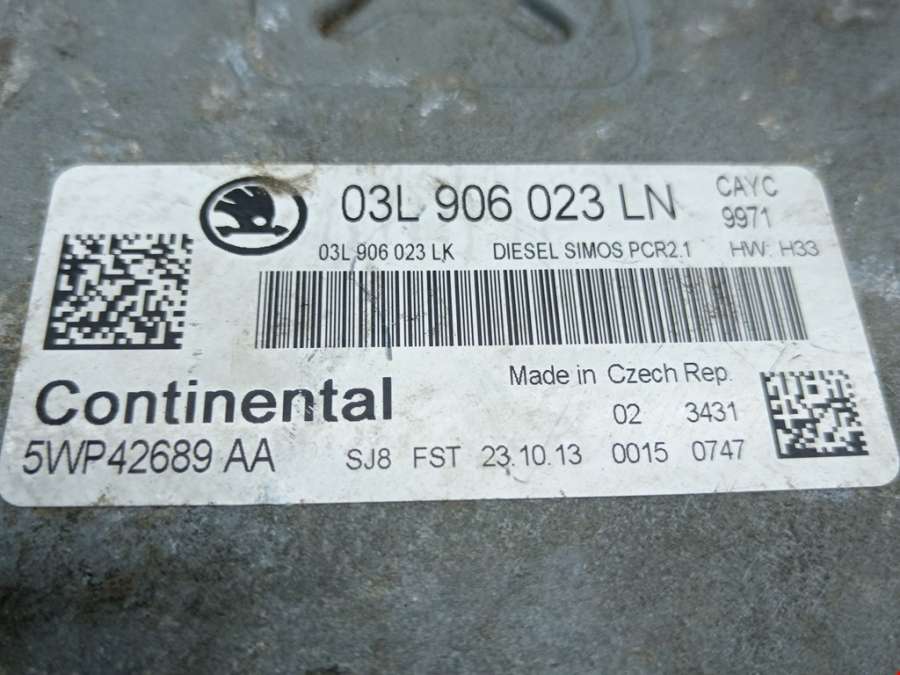 03L 906 023 LN CAYC
9971
03L 906 023 LK DIESEL SIMOS PCR2.1 HW: H33
Made in Czech Rep.
Continental 02 3431
5WP42689 AA SJ8 FST 23.10.13 0015 0747